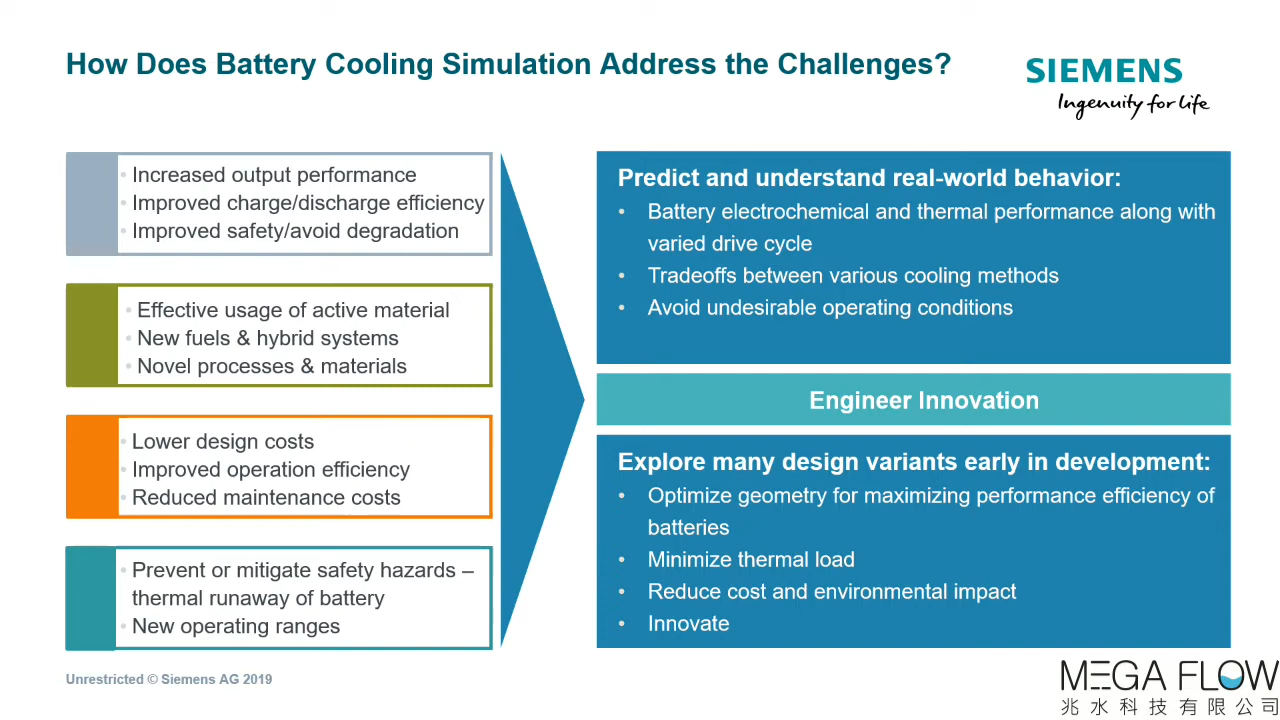 How Does Battery Cooling Simulation Address the Challenges?
SIEMENS
Ingenuity for life
• Increased output performance
• Improved charge/discharge efficiency
• Improved safety/avoid degradation
• Effective usage of active material
• New fuels & hybrid systems
• Novel processes & materials
• Lower design costs
• Improved operation efficiency
• Reduced maintenance costs
• Prevent or mitigate safety hazards –
thermal runaway of battery
• New operating ranges
Predict and understand real-world behavior:
• Battery electrochemical and thermal performance along with
varied drive cycle
• Tradeoffs between various cooling methods
• Avoid undesirable operating conditions
Engineer Innovation
Explore many design variants early in development:
• Optimize geometry for maximizing performance efficiency of
batteries
• Minimize thermal load
• Reduce cost and environmental impact
• Innovate
Unrestricted © Siemens AG 2019
MEGA FLOW
兆水科技有限公司